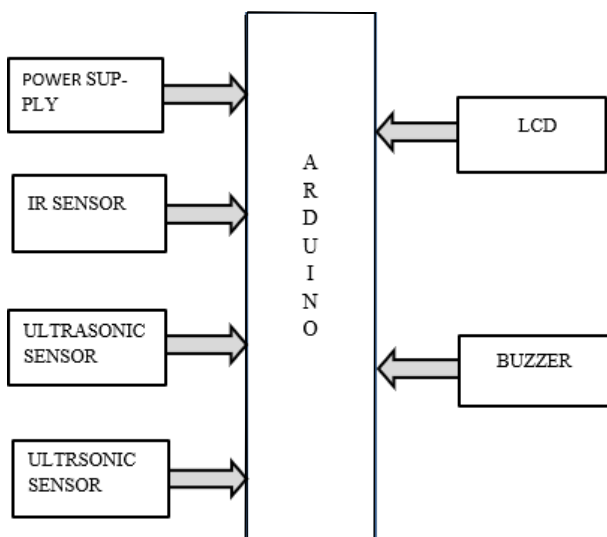 POWER SUP-
PLY
IR SENSOR
ULTRASONIC
SENSOR
ULTRSONIC
SENSOR
A
R
D
U
I
N
O
LCD
BUZZER